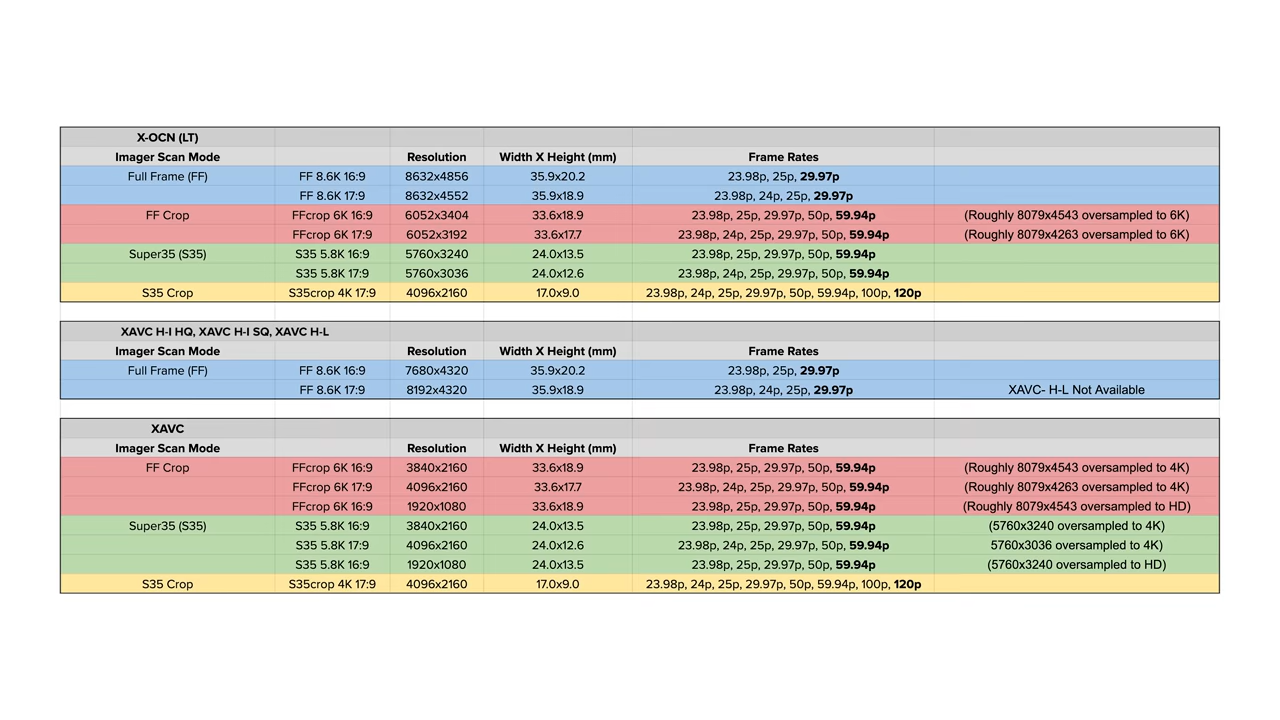 X-OCN (LT)
Imager Scan Mode Resolution Width X Height (mm) Frame Rates
Full Frame (FF) FF 8.6K 16:9 8632x4856 35.9x20.2 23.98p, 25p, 29.97p
FF 8.6K 17:9 8632x4552 35.9x18.9 23.98p, 24p, 25p, 29.97p
FF Crop FFcrop 6K 16:9 6052x3404 33.6x18.9 23.98p, 25p, 29.97p, 50p, 59.94p (Roughly 8079x4543 oversampled to 6K)
FFcrop 6K 17:9 6052x3192 33.6x17.7 23.98p, 24p, 25p, 29.97p, 50p, 59.94p (Roughly 8079x4263 oversampled to 6K)
Super35 (S35) S35 5.8K 16:9 5760x3240 24.0x13.5 23.98p, 25p, 29.97p, 50p, 59.94p
S35 5.8K 17:9 5760x3036 24.0x12.6 23.98p, 24p, 25p, 29.97p, 50p, 59.94p
S35 Crop S35crop 4K 17:9 4096x2160 17.0x9.0 23.98p, 24p, 25p, 29.97p, 50p, 59.94p, 100p, 120p
XAVC H-I HQ, XAVC H-I SQ, XAVC H-L
Imager Scan Mode Resolution Width X Height (mm) Frame Rates
Full Frame (FF) FF 8.6K 16:9 7680x4320 35.9x20.2 23.98p, 25p, 29.97p
FF 8.6K 17:9 8192x4320 35.9x18.9 23.98p, 24p, 25p, 29.97p XAVC- H-L Not Available
XAVC
Imager Scan Mode Resolution Width X Height (mm) Frame Rates
FF Crop FFcrop 6K 16:9 3840x2160 33.6x18.9 23.98p, 25p, 29.97p, 50p, 59.94p (Roughly 8079x4543 oversampled to 4K)
FFcrop 6K 17:9 4096x2160 33.6x17.7 23.98p, 24p, 25p, 29.97p, 50p, 59.94p (Roughly 8079x4263 oversampled to 4K)
FFcrop 6K 16:9 1920x1080 33.6x18.9 23.98p, 25p, 29.97p, 50p, 59.94p (Roughly 8079x4543 oversampled to HD)
Super35 (S35) S35 5.8K 16:9 3840x2160 24.0x13.5 23.98p, 25p, 29.97p, 50p, 59.94p (5760x3240 oversampled to 4K)
S35 5.8K 17:9 4096x2160 24.0x12.6 23.98p, 24p, 25p, 29.97p, 50p, 59.94p 5760x3036 oversampled to 4K)
S35 5.8K 16:9 1920x1080 24.0x13.5 23.98p, 25p, 29.97p, 50p, 59.94p (5760x3240 oversampled to HD)
S35 Crop S35crop 4K 17:9 4096x2160 17.0x9.0 23.98p, 24p, 25p, 29.97p, 50p, 59.94p, 100p, 120p